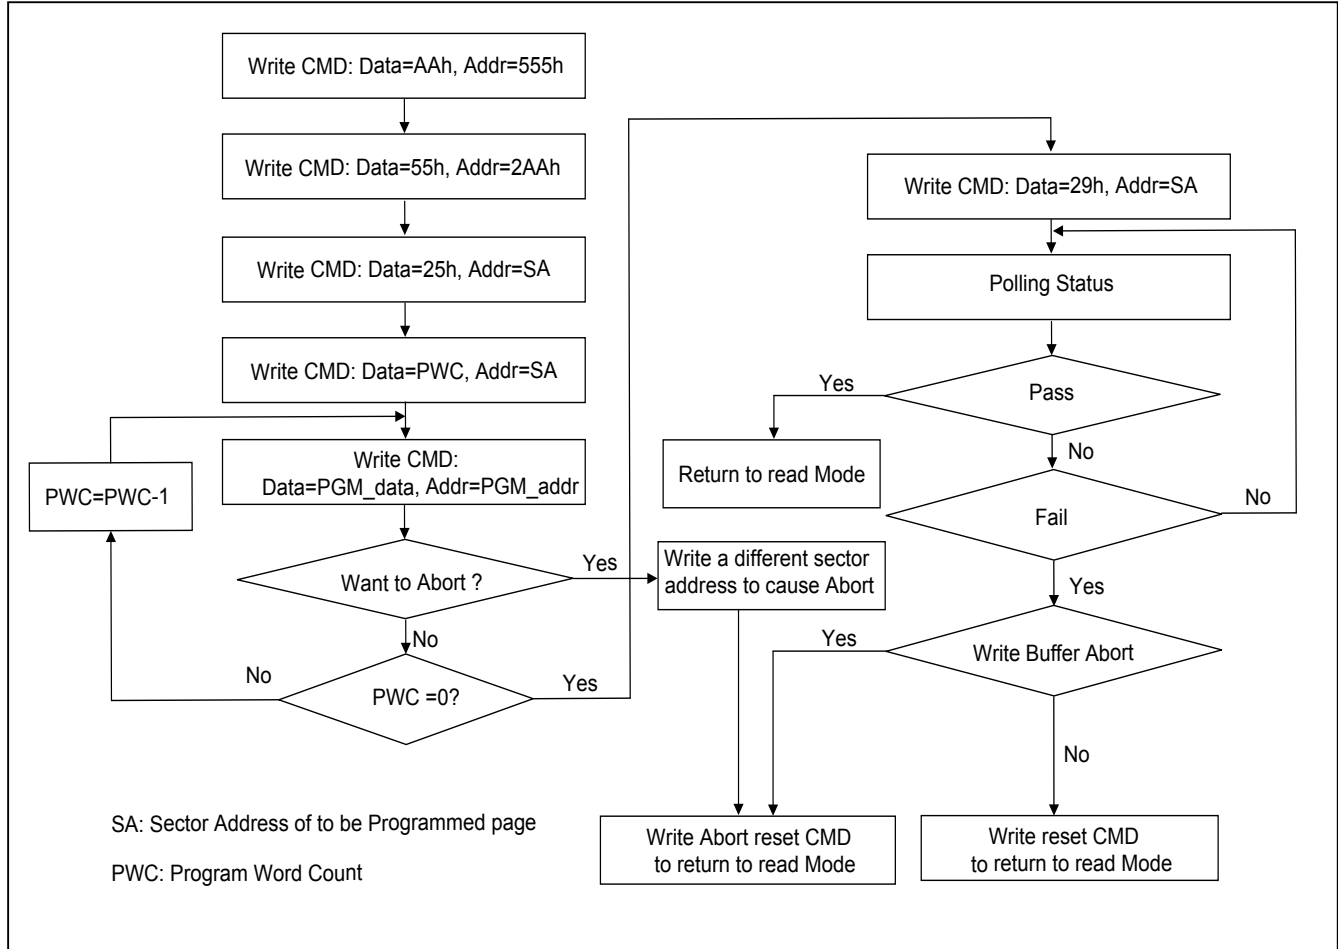 Write CMD: Data=AAh, Addr=555h
Write CMD: Data=55h, Addr=2AAh
Write CMD: Data=25h, Addr=SA
Write CMD: Data=PWC, Addr=SA
Write CMD:
Data=PGM_data, Addr=PGM_addr
PWC=PWC-1
Want to Abort ?
Yes
No
Write a different sector
address to cause Abort
PWC =0?
No
Yes
Write CMD: Data=29h, Addr=SA
Polling Status
Pass
Yes
No
Return to read Mode
Fail
No
Yes
Write Buffer Abort
Yes
No
Write Abort reset CMD
to return to read Mode
Write reset CMD
to return to read Mode
SA: Sector Address of to be Programmed page
PWC: Program Word Count